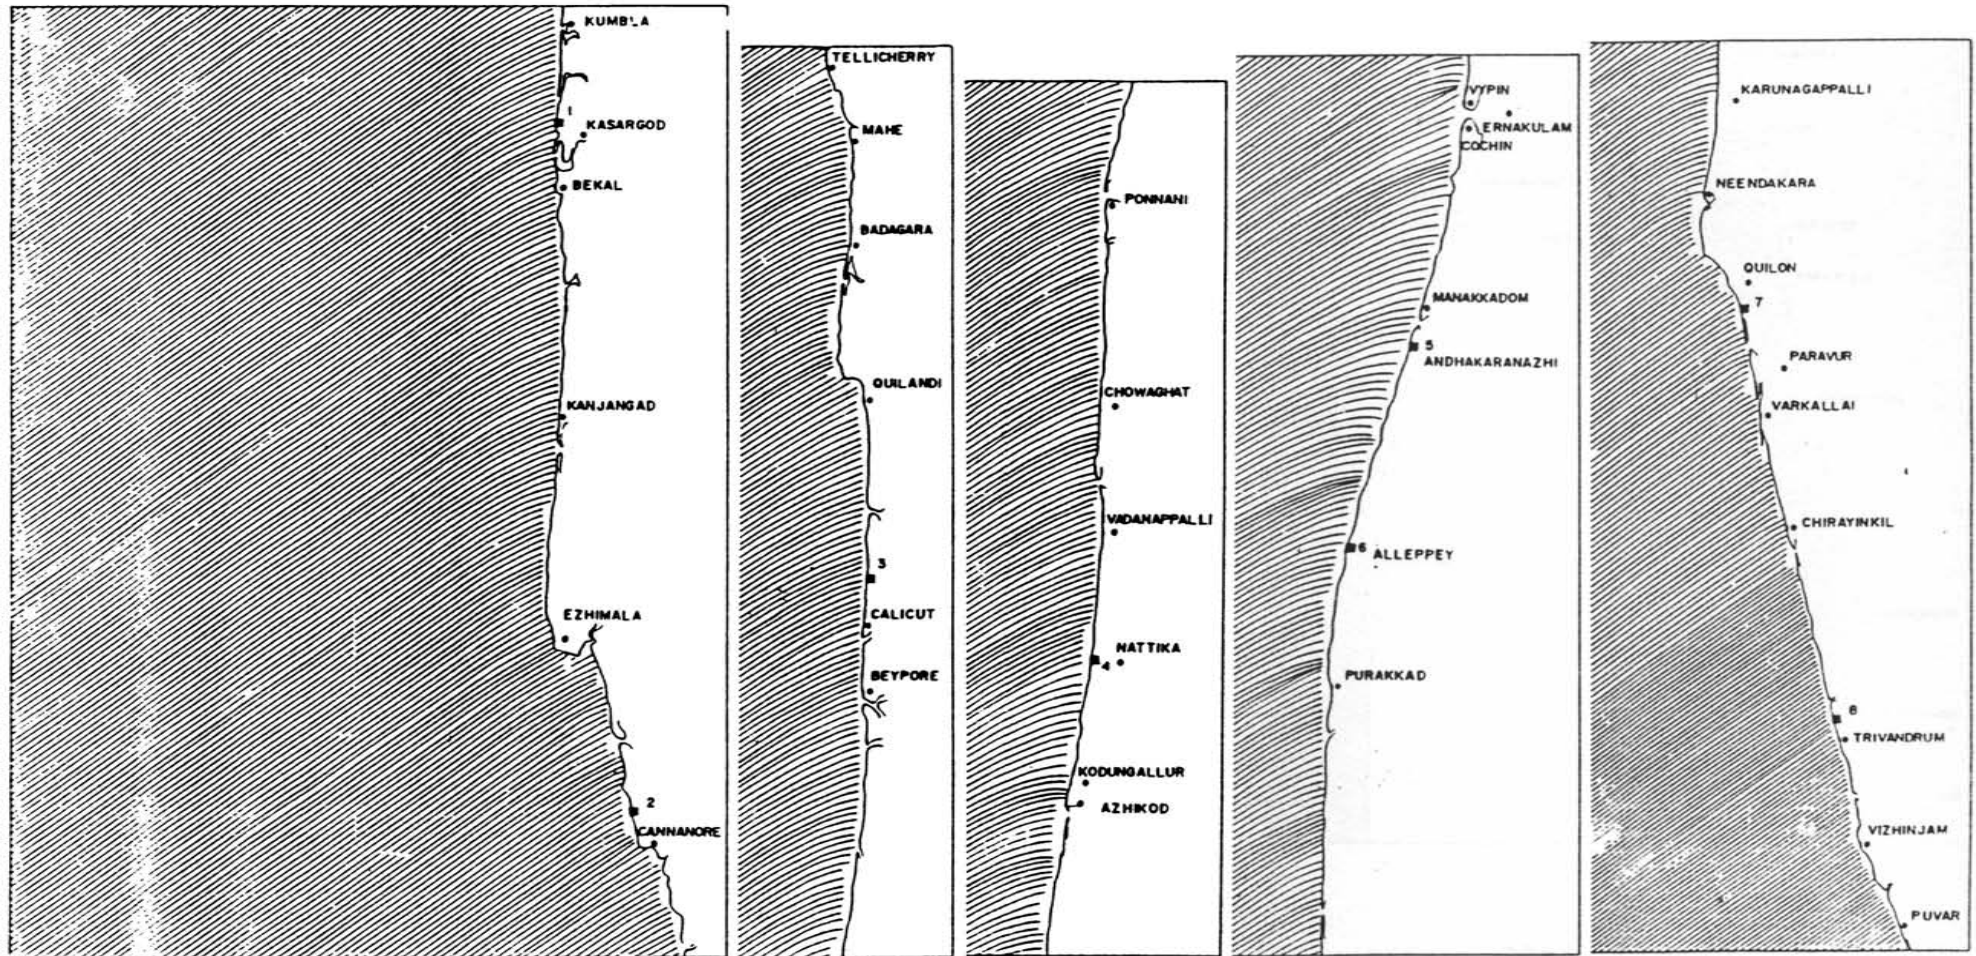 KUMBLA
1
KASARGOD
BEKAL
KANJANGAD
EZHIMALA
2
CANNANORE
TELLICHERRY
MAHE
BADAGARA
QUILANDI
3
CALICUT
BEYPORE
PONNANI
CHOWAGHAT
VADANAPPALLI
NATTIKA
4
KODUNGALLUR
AZHIKOD
VYPIN
ERNAKULAM
COCHIN
MANAKKADOM
5
ANDHAKARANAZHI
6 ALLEPPEY
PURAKKAD
KARUNAGAPPALLI
NEENDAKARA
QUILON
7
PARAVUR
VARKALLAI
CHIRAYINKIL
8
TRIVANDRUM
VIZHINJAM
PUVAR